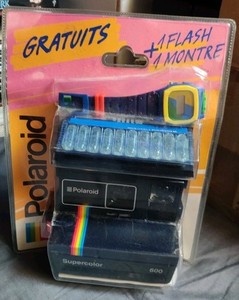 GRATUITS
+1 FLASH
1 MONTRE
Polaroid
Polaroid
Supercolor
600